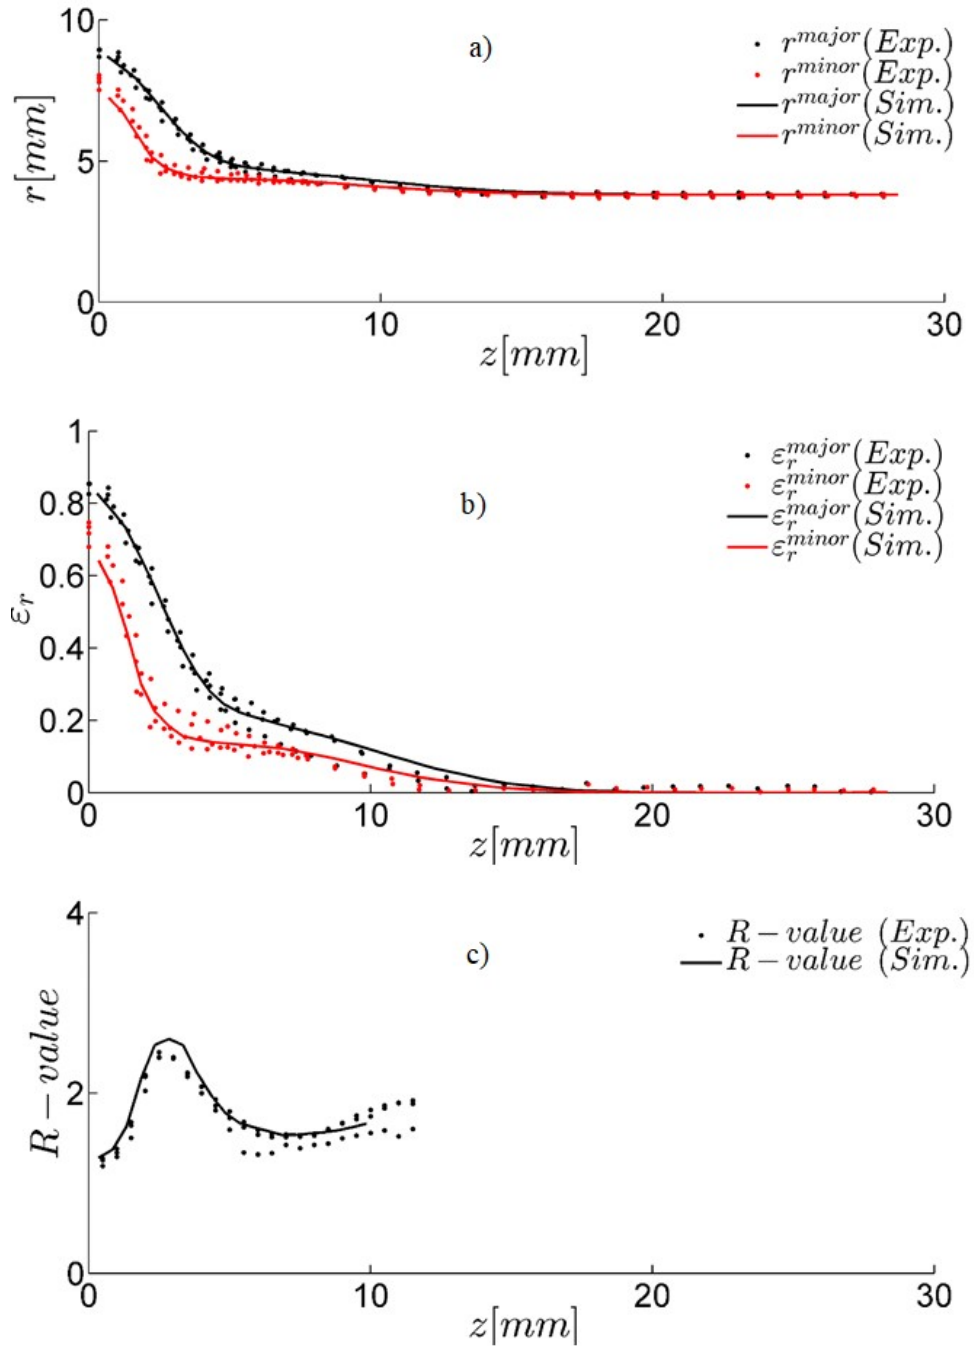 10
a)
r^{major}(Exp.)
r^{minor}(Exp.)
r^{major}(Sim.)
r^{minor}(Sim.)
r[mm]
5
0
0 10 20 30
z[mm]
1
b)
ε_r^{major}(Exp.)
ε_r^{minor}(Exp.)
ε_r^{major}(Sim.)
ε_r^{minor}(Sim.)
0.8
0.6
ε_r
0.4
0.2
0
0 10 20 30
z[mm]
4
c)
R − value (Exp.)
R − value (Sim.)
R − value
2
0
0 10 20 30
z[mm]